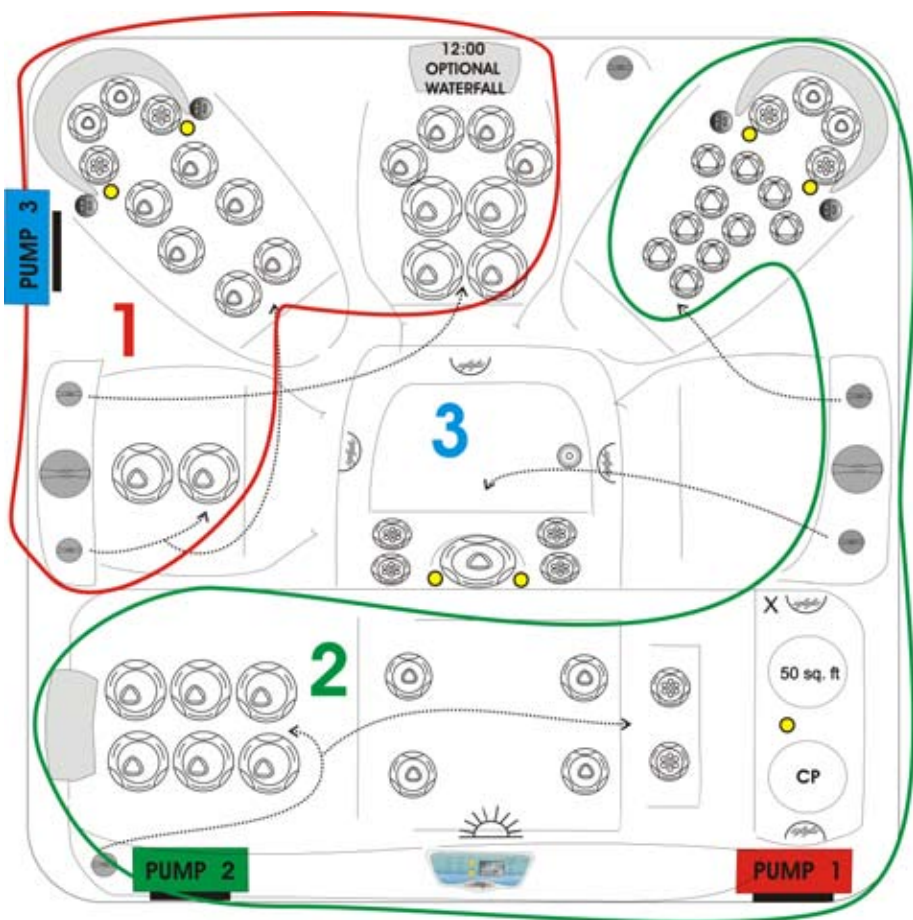 12:00
OPTIONAL
WATERFALL
PUMP 3
1
3
2
X
50 sq. ft
CP
PUMP 2
PUMP 1